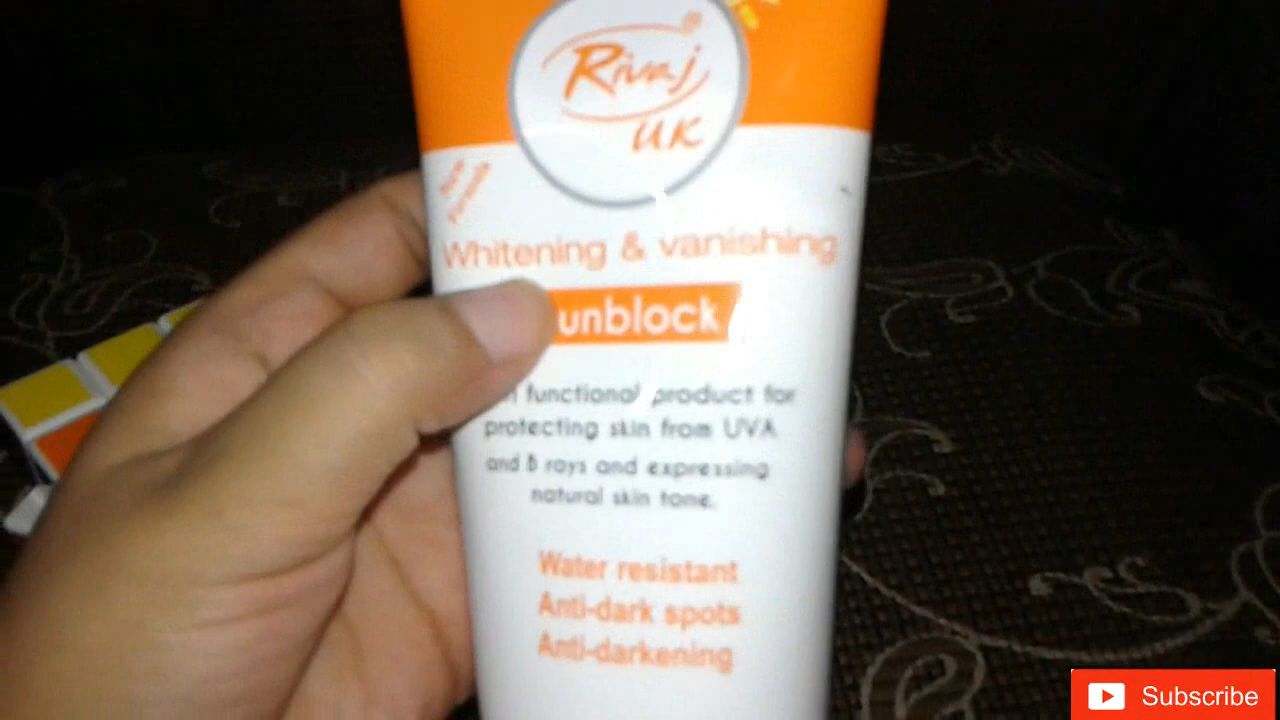 Rivaj
UK
Whitening & vanishing
unblock
functional product for
protecting skin from UVA
and B rays and expressing
natural skin tone.
Water resistant
Anti-dark spots
Anti-darkening
Subscribe